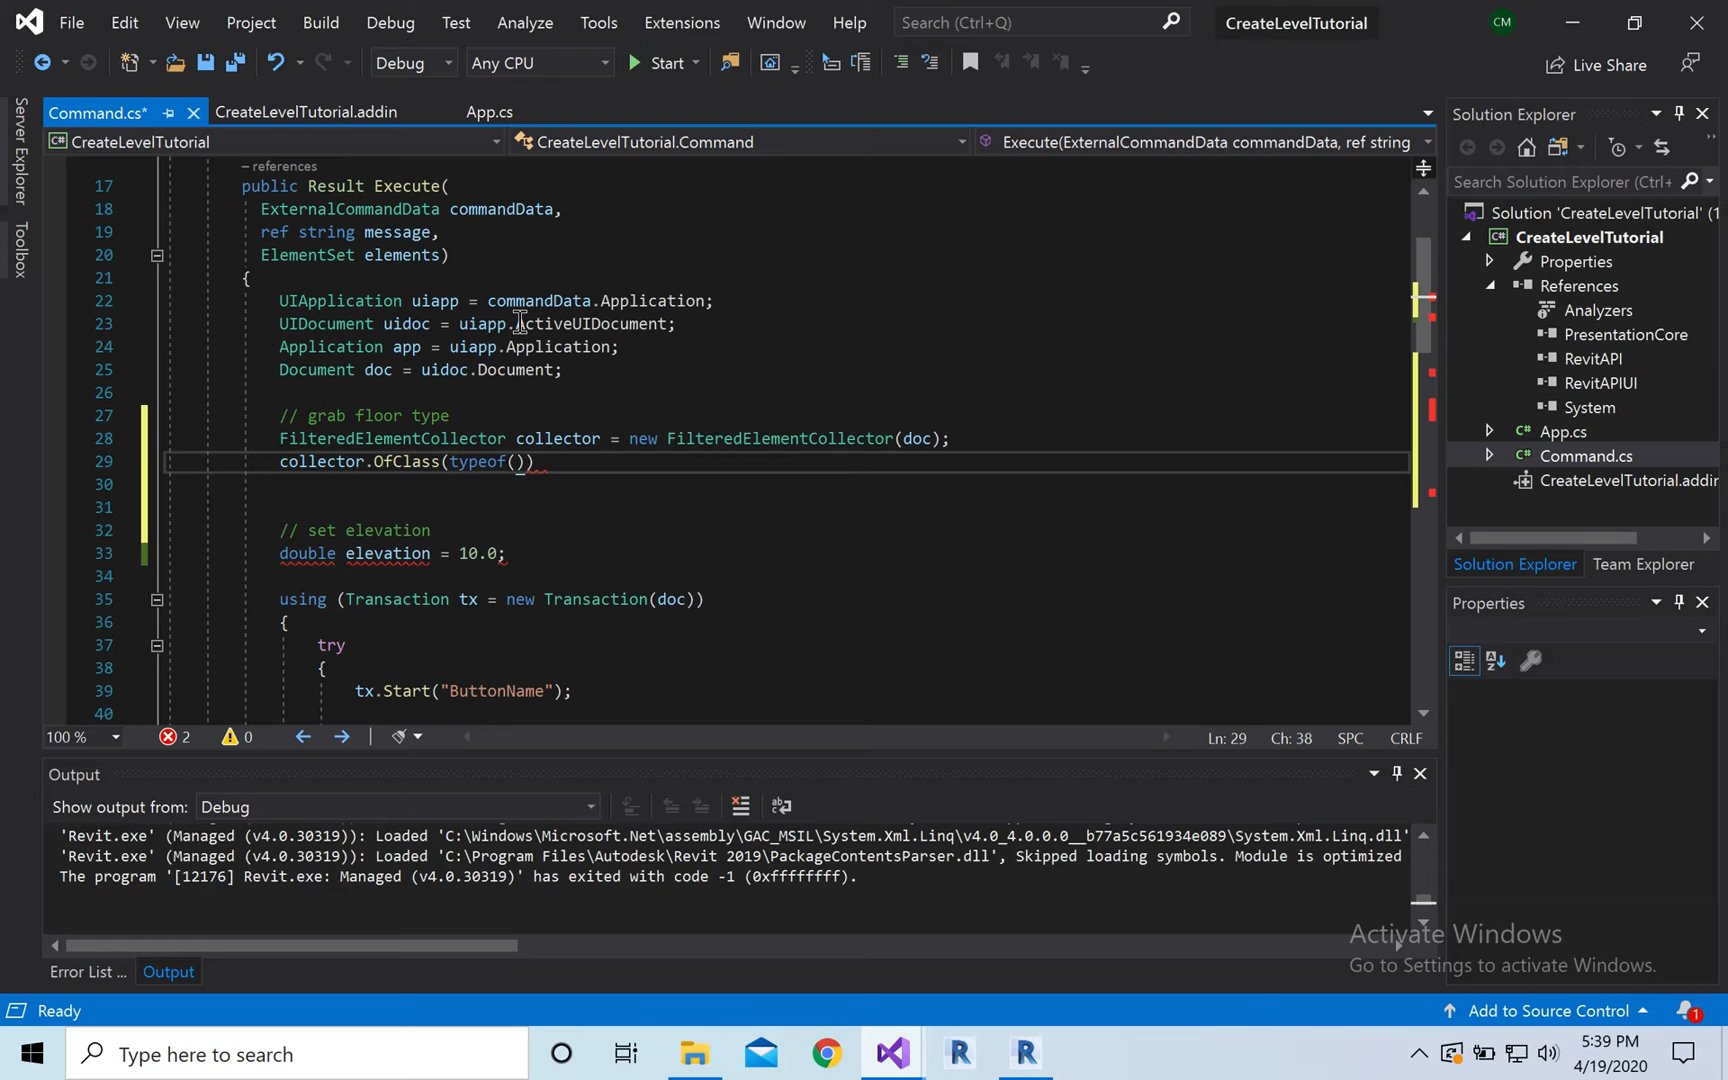 File Edit View Project Build Debug Test Analyze Tools Extensions Window Help Search (Ctrl+Q) CreateLevelTutorial CM
Debug Any CPU Start Live Share
Server Explorer
Toolbox
Command.cs* CreateLevelTutorial.addin App.cs
CreateLevelTutorial CreateLevelTutorial.Command Execute(ExternalCommandData commandData, ref string
- references
17 public Result Execute(
18 ExternalCommandData commandData,
19 ref string message,
20 ElementSet elements)
21 {
22 UIApplication uiapp = commandData.Application;
23 UIDocument uidoc = uiapp.ActiveUIDocument;
24 Application app = uiapp.Application;
25 Document doc = uidoc.Document;
26
27 // grab floor type
28 FilteredElementCollector collector = new FilteredElementCollector(doc);
29 collector.OfClass(typeof())
30
31
32 // set elevation
33 double elevation = 10.0;
34
35 using (Transaction tx = new Transaction(doc))
36 {
37 try
38 {
39 tx.Start("ButtonName");
40
100 % 2 0 Ln: 29 Ch: 38 SPC CRLF
Output
Show output from: Debug
'Revit.exe' (Managed (v4.0.30319)): Loaded 'C:\Windows\Microsoft.Net\assembly\GAC_MSIL\System.Xml.Linq\v4.0_4.0.0.0__b77a5c561934e089\System.Xml.Linq.dll'
'Revit.exe' (Managed (v4.0.30319)): Loaded 'C:\Program Files\Autodesk\Revit 2019\PackageContentsParser.dll', Skipped loading symbols. Module is optimized
The program '[12176] Revit.exe: Managed (v4.0.30319)' has exited with code -1 (0xffffffff).
Error List ... Output
Solution Explorer
Search Solution Explorer (Ctrl+
Solution 'CreateLevelTutorial' (1
C# CreateLevelTutorial
Properties
References
Analyzers
PresentationCore
RevitAPI
RevitAPIUI
System
C# App.cs
C# Command.cs
CreateLevelTutorial.addin
Solution Explorer Team Explorer
Properties
Activate Windows
Go to Settings to activate Windows.
Ready Add to Source Control 1
Type here to search
5:39 PM
4/19/2020